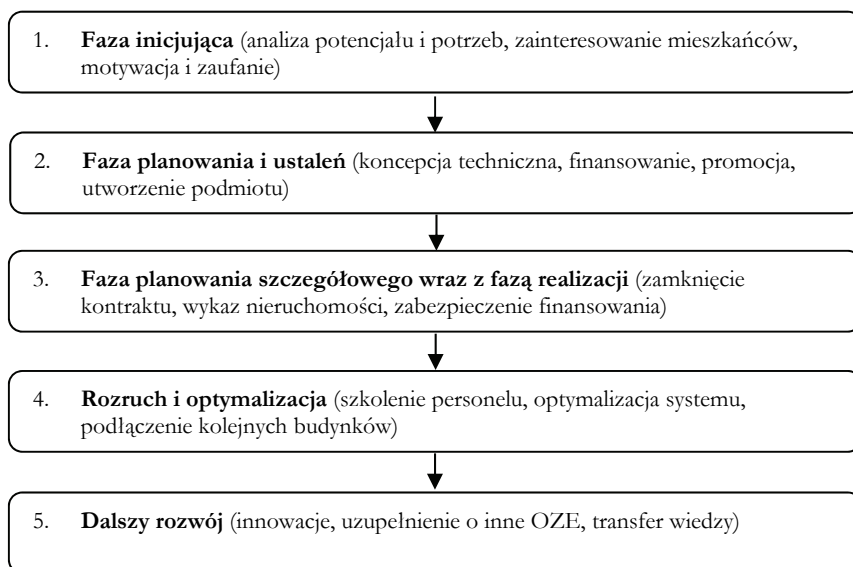 1. Faza inicjująca (analiza potencjału i potrzeb, zainteresowanie mieszkańców,
motywacja i zaufanie)
2. Faza planowania i ustaleń (koncepcja techniczna, finansowanie, promocja,
utworzenie podmiotu)
3. Faza planowania szczegółowego wraz z fazą realizacji (zamknięcie
kontraktu, wykaz nieruchomości, zabezpieczenie finansowania)
4. Rozruch i optymalizacja (szkolenie personelu, optymalizacja systemu,
podłączenie kolejnych budynków)
5. Dalszy rozwój (innowacje, uzupełnienie o inne OZE, transfer wiedzy)